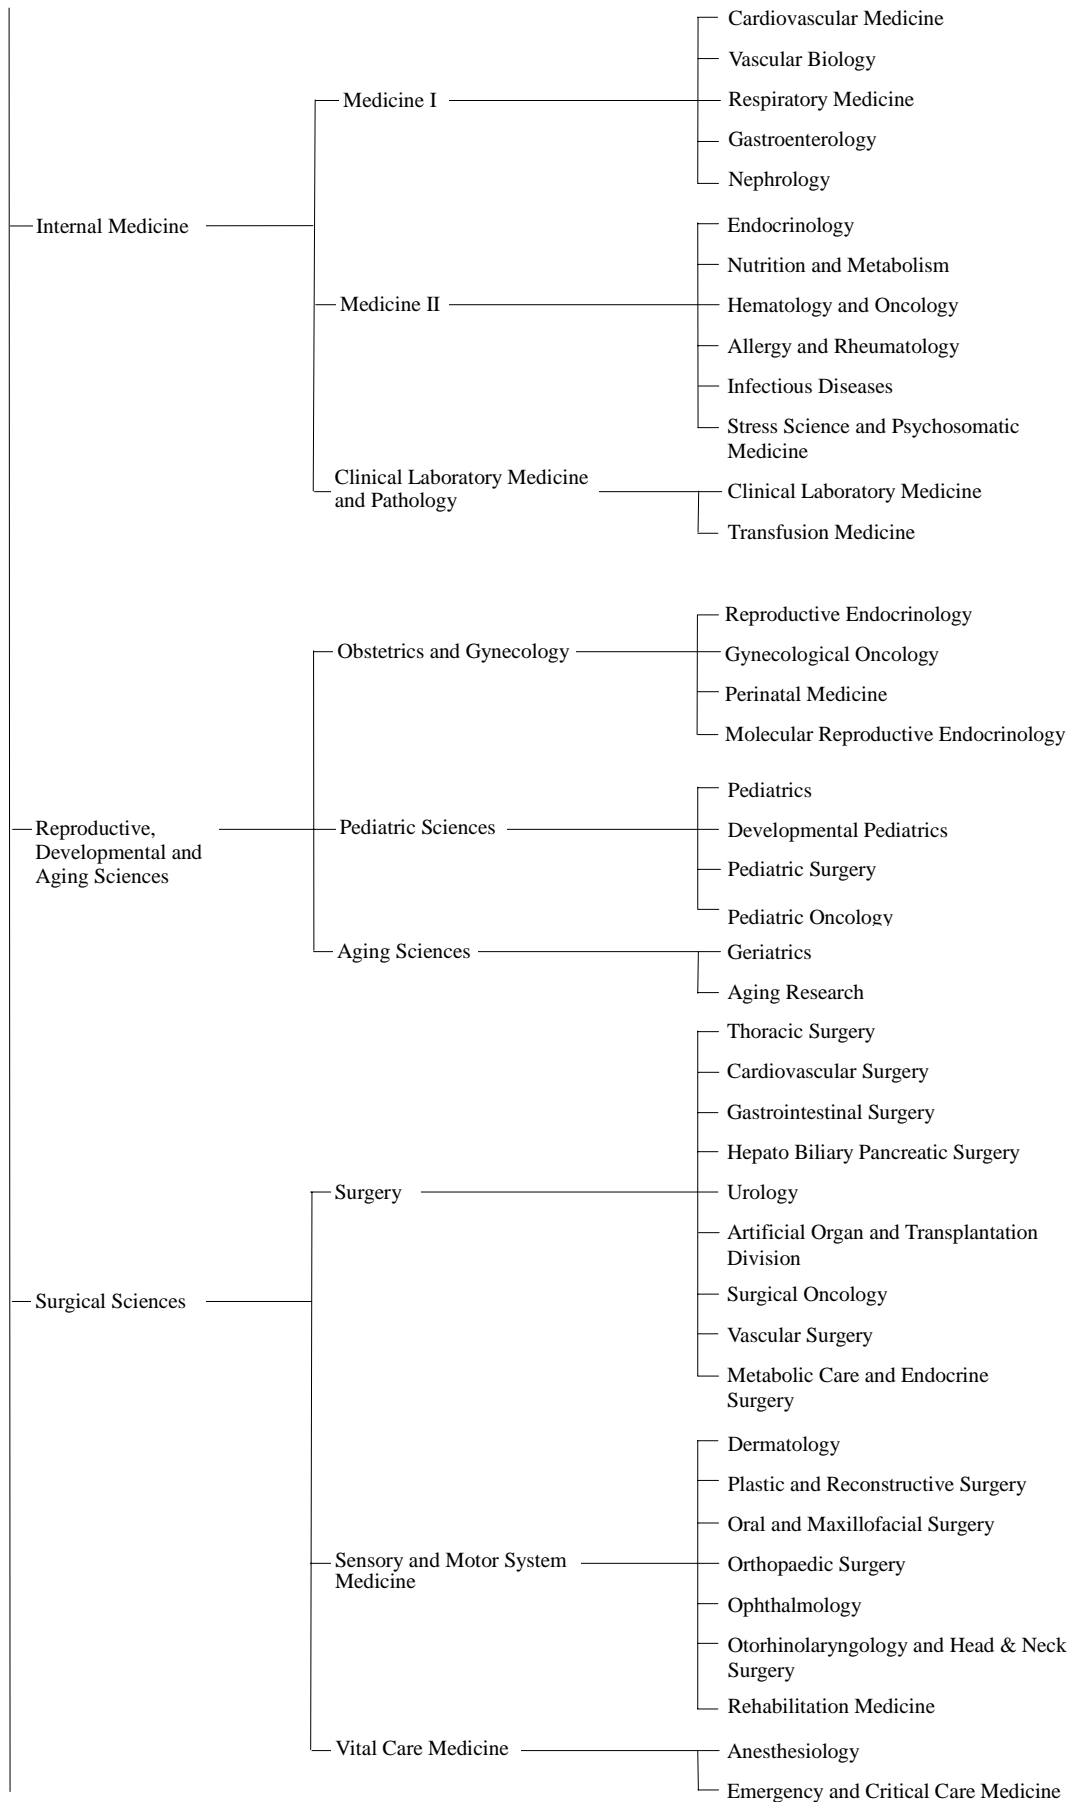 Cardiovascular Medicine
Vascular Biology
Medicine I
Respiratory Medicine
Gastroenterology
Nephrology
Internal Medicine
Endocrinology
Nutrition and Metabolism
Medicine II
Hematology and Oncology
Allergy and Rheumatology
Infectious Diseases
Stress Science and Psychosomatic
Medicine
Clinical Laboratory Medicine
and Pathology
Clinical Laboratory Medicine
Transfusion Medicine
Reproductive Endocrinology
Obstetrics and Gynecology
Gynecological Oncology
Perinatal Medicine
Molecular Reproductive Endocrinology
Pediatrics
Reproductive,
Developmental and
Aging Sciences
Pediatric Sciences
Developmental Pediatrics
Pediatric Surgery
Pediatric Oncology
Aging Sciences
Geriatrics
Aging Research
Thoracic Surgery
Cardiovascular Surgery
Gastrointestinal Surgery
Hepato Biliary Pancreatic Surgery
Surgery
Urology
Artificial Organ and Transplantation
Division
Surgical Sciences
Surgical Oncology
Vascular Surgery
Metabolic Care and Endocrine
Surgery
Dermatology
Plastic and Reconstructive Surgery
Oral and Maxillofacial Surgery
Sensory and Motor System
Medicine
Orthopaedic Surgery
Ophthalmology
Otorhinolaryngology and Head & Neck
Surgery
Rehabilitation Medicine
Vital Care Medicine
Anesthesiology
Emergency and Critical Care Medicine